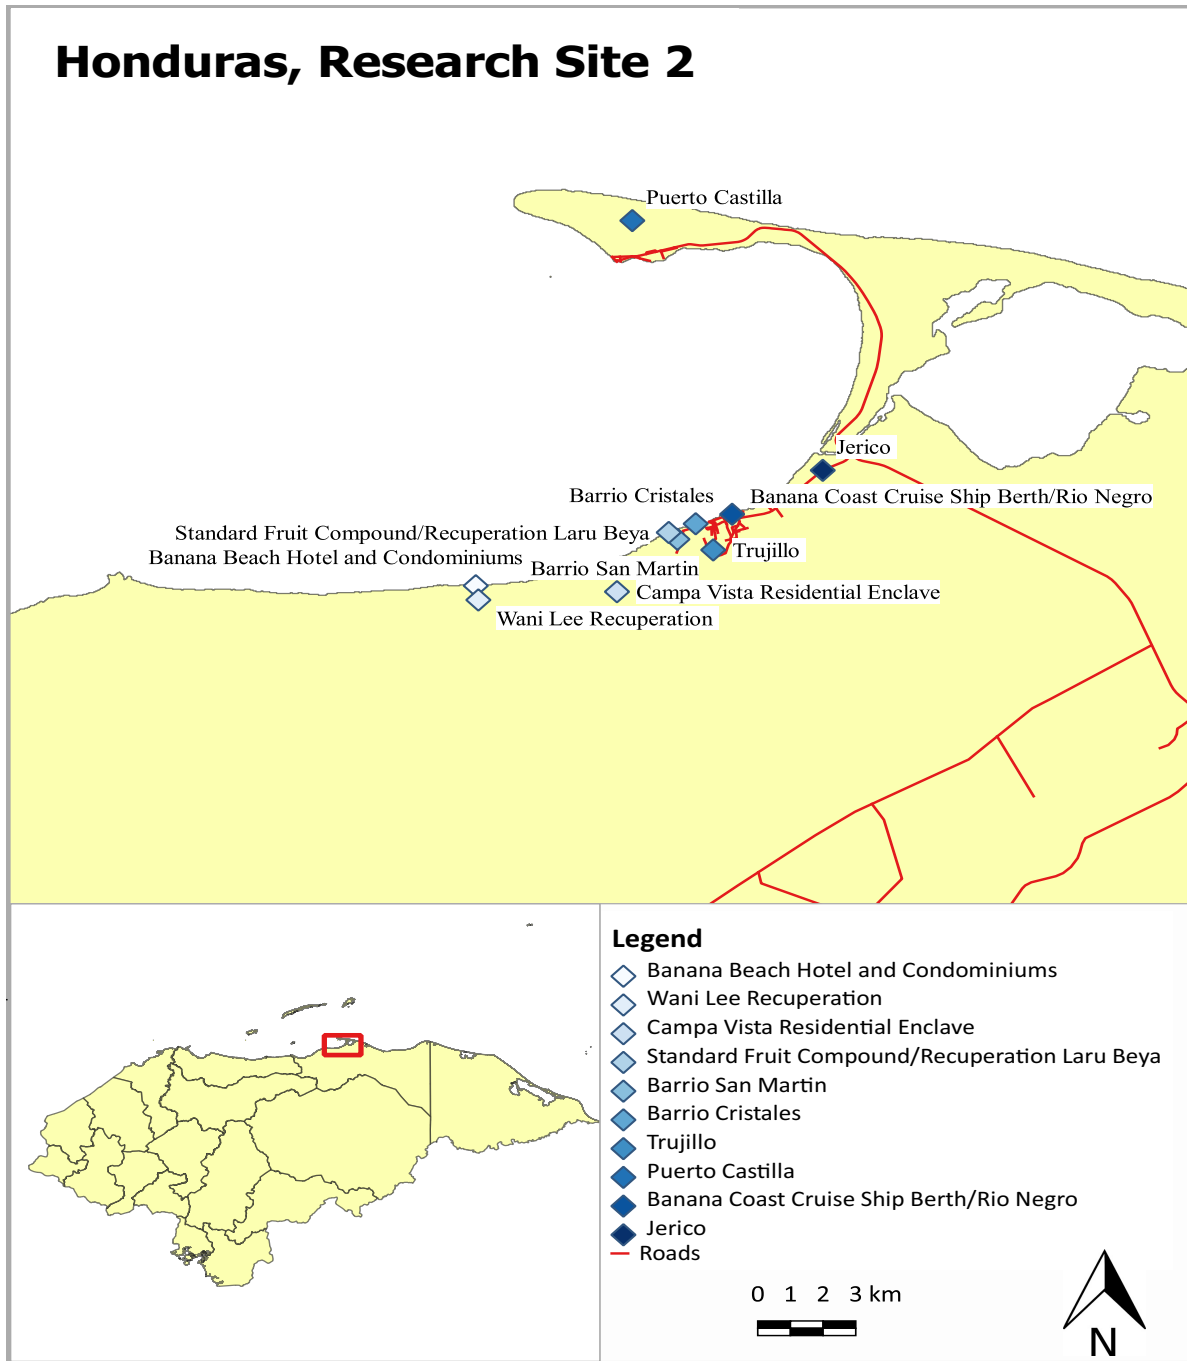 Honduras, Research Site 2
Puerto Castilla
Jerico
Barrio Cristales
Banana Coast Cruise Ship Berth/Rio Negro
Standard Fruit Compound/Recuperation Laru Beya
Trujillo
Banana Beach Hotel and Condominiums
Barrio San Martin
Campa Vista Residential Enclave
Wani Lee Recuperation
Legend
Banana Beach Hotel and Condominiums
Wani Lee Recuperation
Campa Vista Residential Enclave
Standard Fruit Compound/Recuperation Laru Beya
Barrio San Martin
Barrio Cristales
Trujillo
Puerto Castilla
Banana Coast Cruise Ship Berth/Rio Negro
Jerico
Roads
0 1 2 3 km
N